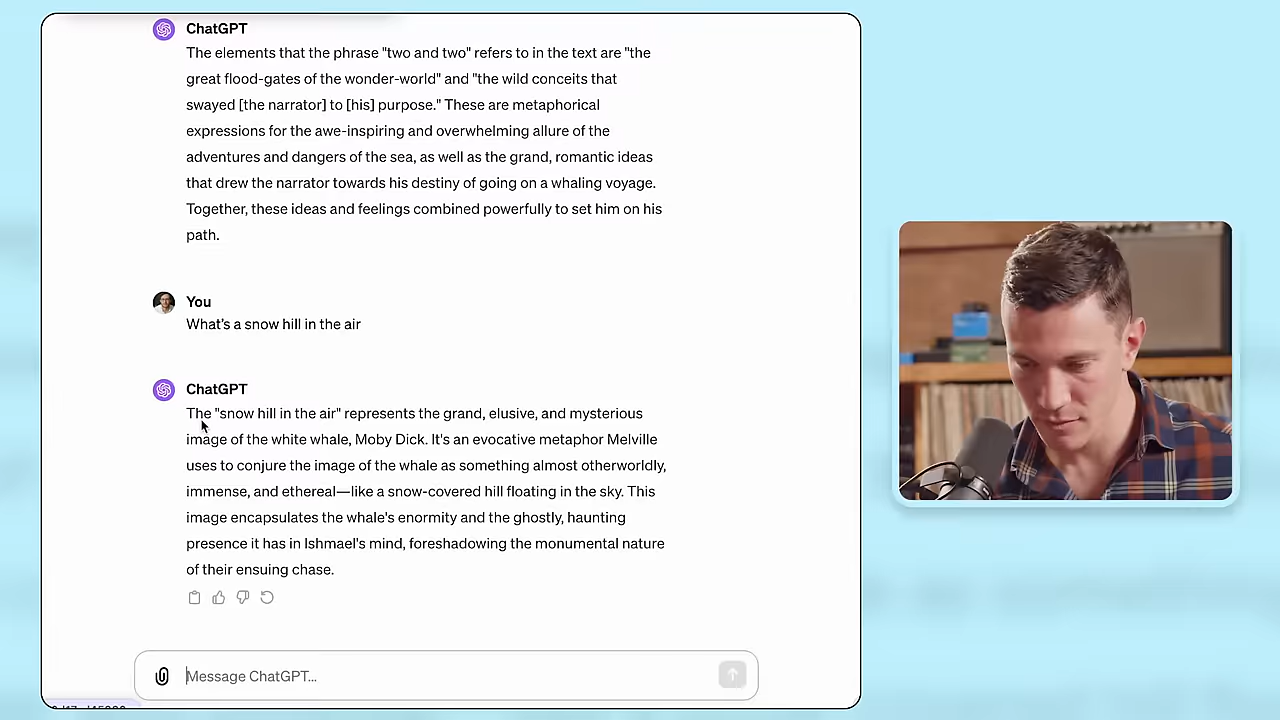 ChatGPT
The elements that the phrase "two and two" refers to in the text are "the
great flood-gates of the wonder-world" and "the wild conceits that
swayed [the narrator] to [his] purpose." These are metaphorical
expressions for the awe-inspiring and overwhelming allure of the
adventures and dangers of the sea, as well as the grand, romantic ideas
that drew the narrator towards his destiny of going on a whaling voyage.
Together, these ideas and feelings combined powerfully to set him on his
path.
You
What's a snow hill in the air
ChatGPT
The "snow hill in the air" represents the grand, elusive, and mysterious
image of the white whale, Moby Dick. It's an evocative metaphor Melville
uses to conjure the image of the whale as something almost otherworldly,
immense, and ethereal—like a snow-covered hill floating in the sky. This
image encapsulates the whale's enormity and the ghostly, haunting
presence it has in Ishmael's mind, foreshadowing the monumental nature
of their ensuing chase.
Message ChatGPT...